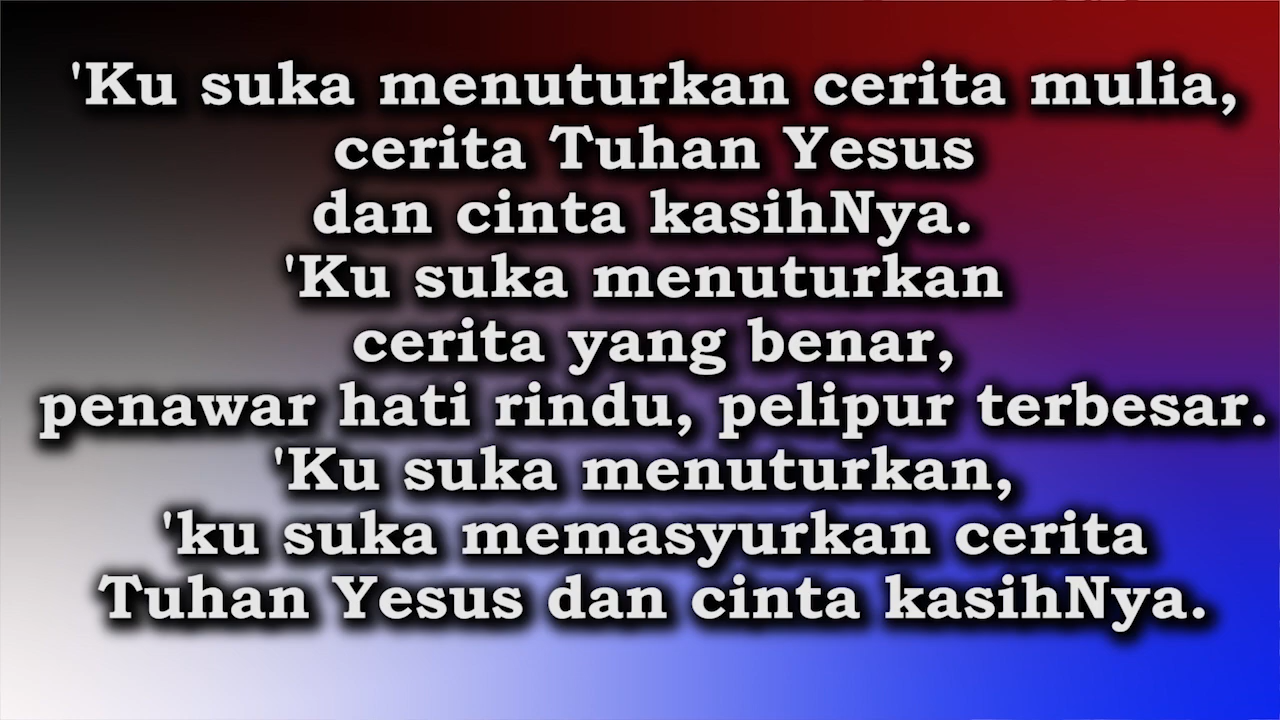 'Ku suka menuturkan cerita mulia,
cerita Tuhan Yesus
dan cinta kasihNya.
'Ku suka menuturkan
cerita yang benar,
penawar hati rindu, pelipur terbesar.
'Ku suka menuturkan,
'ku suka memasyurkan cerita
Tuhan Yesus dan cinta kasihNya.